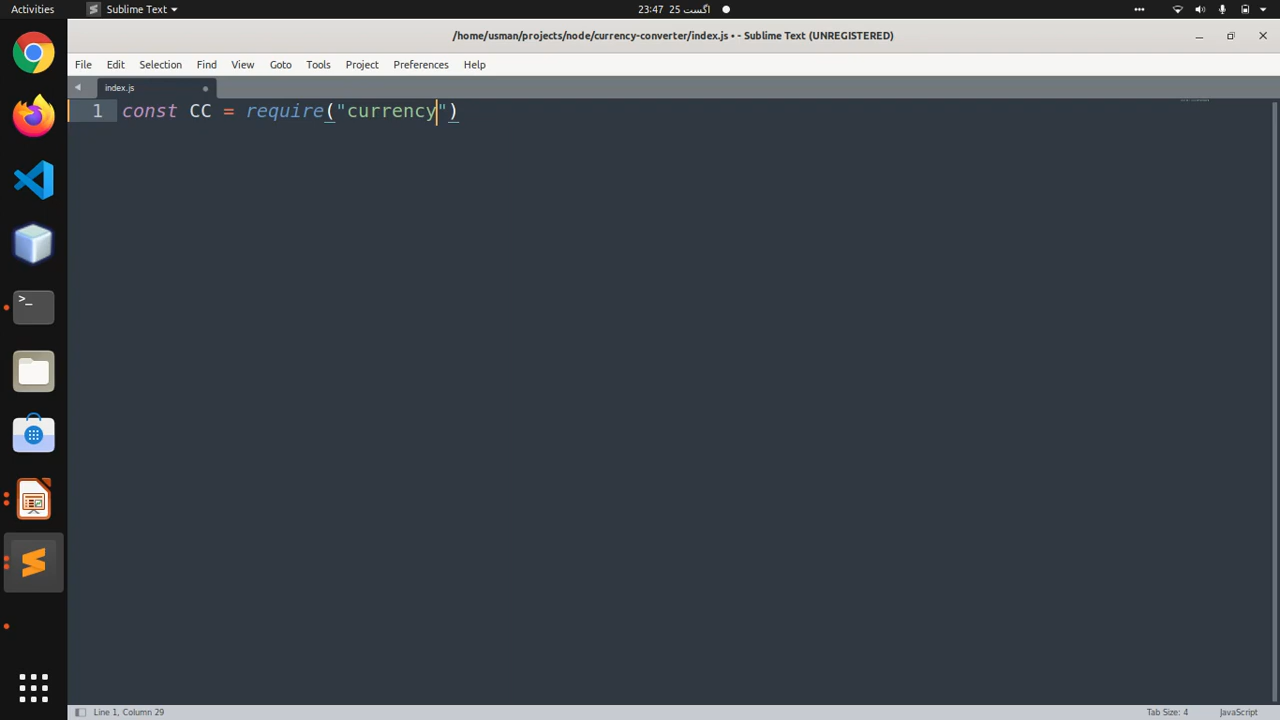 Activities
Sublime Text
23:47 25 اگست
/home/usman/projects/node/currency-converter/index.js • - Sublime Text (UNREGISTERED)
File Edit Selection Find View Goto Tools Project Preferences Help
index.js
1 const CC = require("currency")
Line 1, Column 29
Tab Size: 4
JavaScript